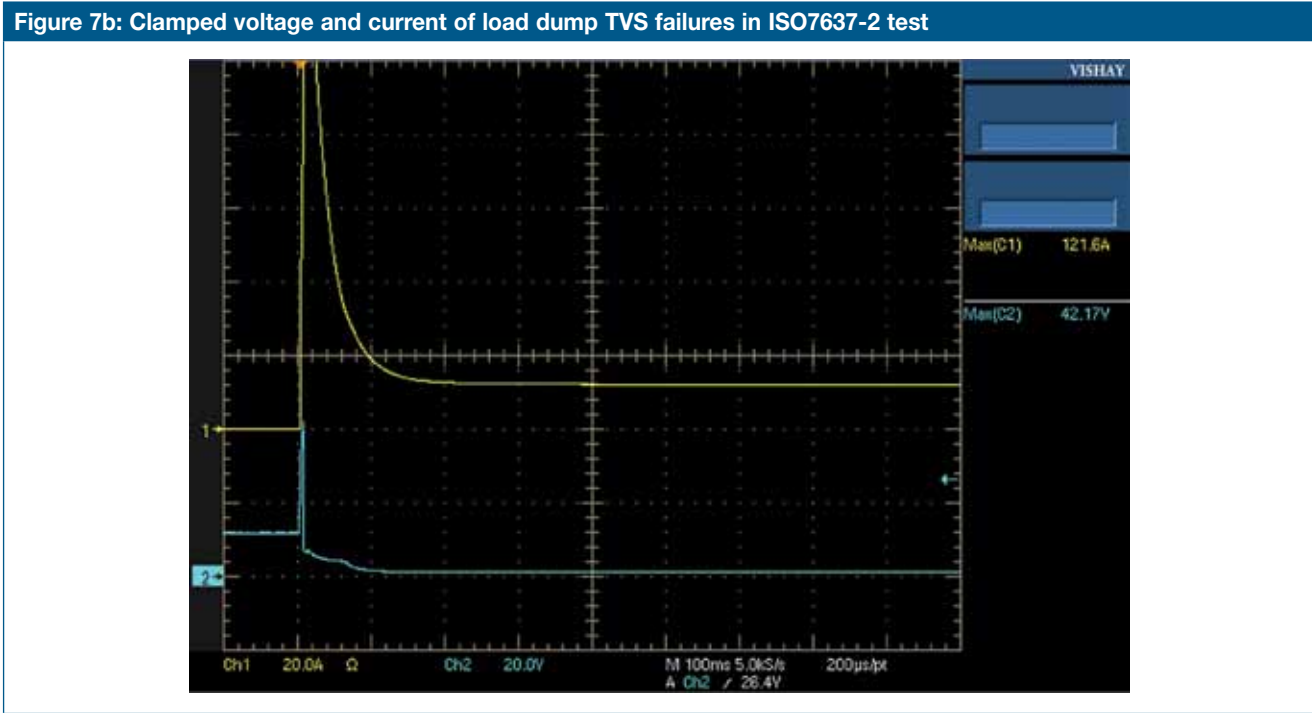 Figure 7b: Clamped voltage and current of load dump TVS failures in ISO7637-2 test
VISHAY
Max(C1) 121.6A
Max(C2) 42.17V
1
2
Ch1 20.0A Ω Ch2 20.0V M 100ms 5.0kS/s 200µs/pt
A Ch2 / 26.4V